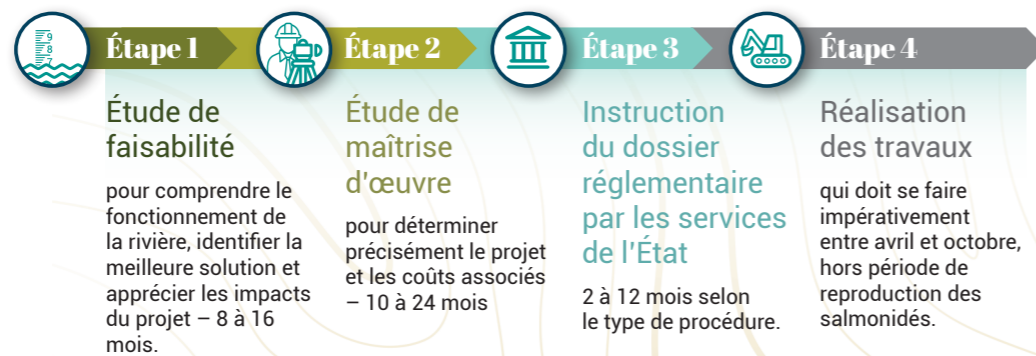 Étape 1
Étude de
faisabilité
pour comprendre le
fonctionnement de
la rivière, identifier la
meilleure solution et
apprécier les impacts
du projet – 8 à 16
mois.
Étape 2
Étude de
maîtrise
d'œuvre
pour déterminer
précisément le projet
et les coûts associés
– 10 à 24 mois
Étape 3
Instruction
du dossier
réglementaire
par les services
de l'État
2 à 12 mois selon
le type de procédure.
Étape 4
Réalisation
des travaux
qui doit se faire
impérativement
entre avril et octobre,
hors période de
reproduction des
salmonidés.
9
8
7